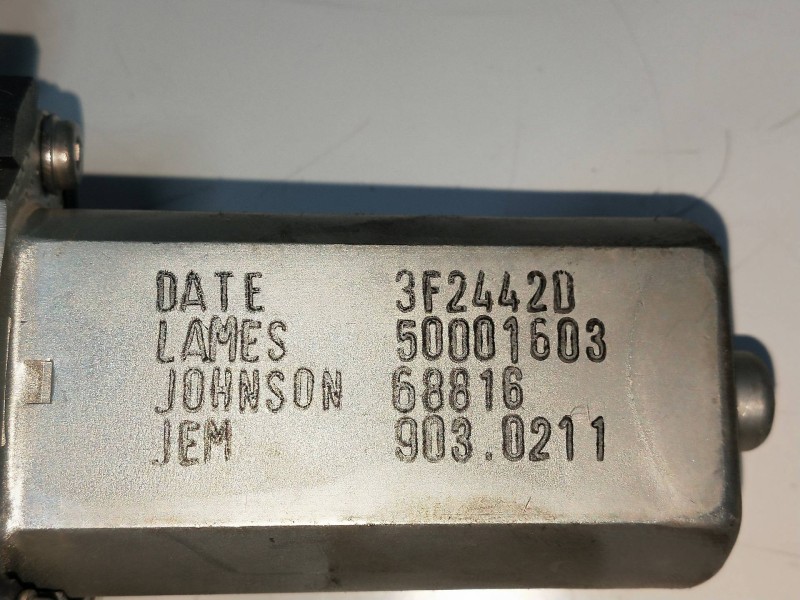 DATE 3F2442D
LAMES 50001603
JOHNSON 68816
JEM 903.0211